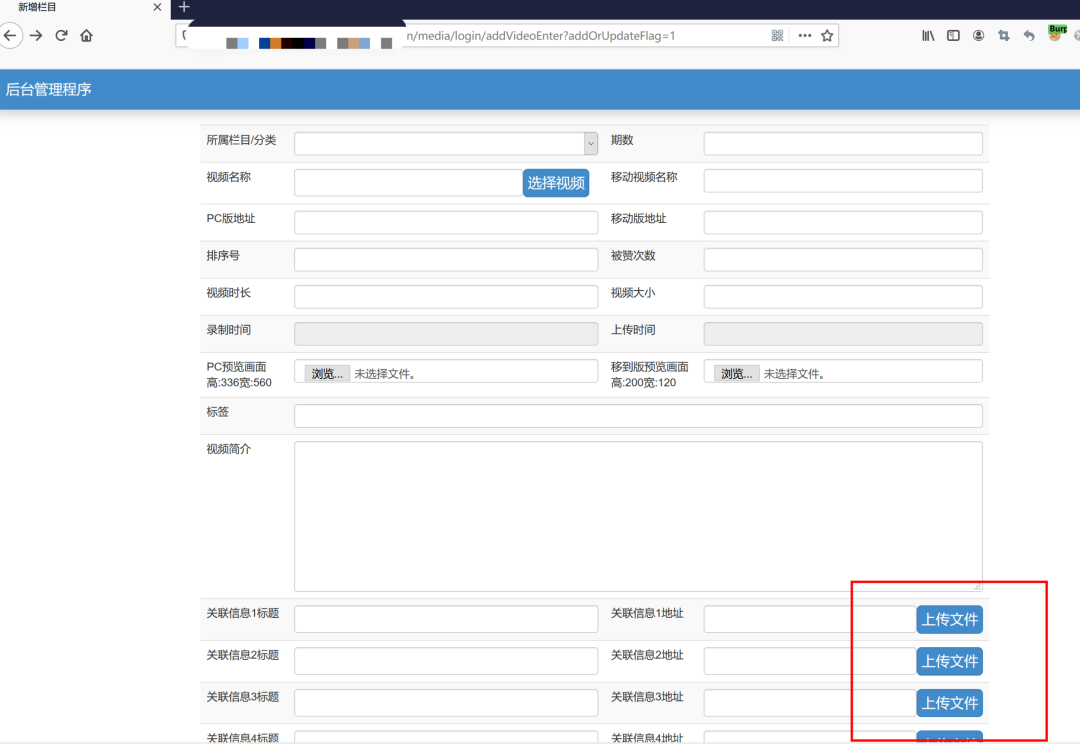 新增栏目
n/media/login/addVideoEnter?addOrUpdateFlag=1
Burp
后台管理程序
所属栏目/分类
期数
视频名称
选择视频
移动视频名称
PC版地址
移动版地址
排序号
被赞次数
视频时长
视频大小
录制时间
上传时间
PC预览画面
高:336宽:560
浏览...
未选择文件。
移到版预览画面
高:200宽:120
浏览...
未选择文件。
标签
视频简介
关联信息1标题
关联信息1地址
上传文件
关联信息2标题
关联信息2地址
上传文件
关联信息3标题
关联信息3地址
上传文件
关联信息4标题
关联信息4地址